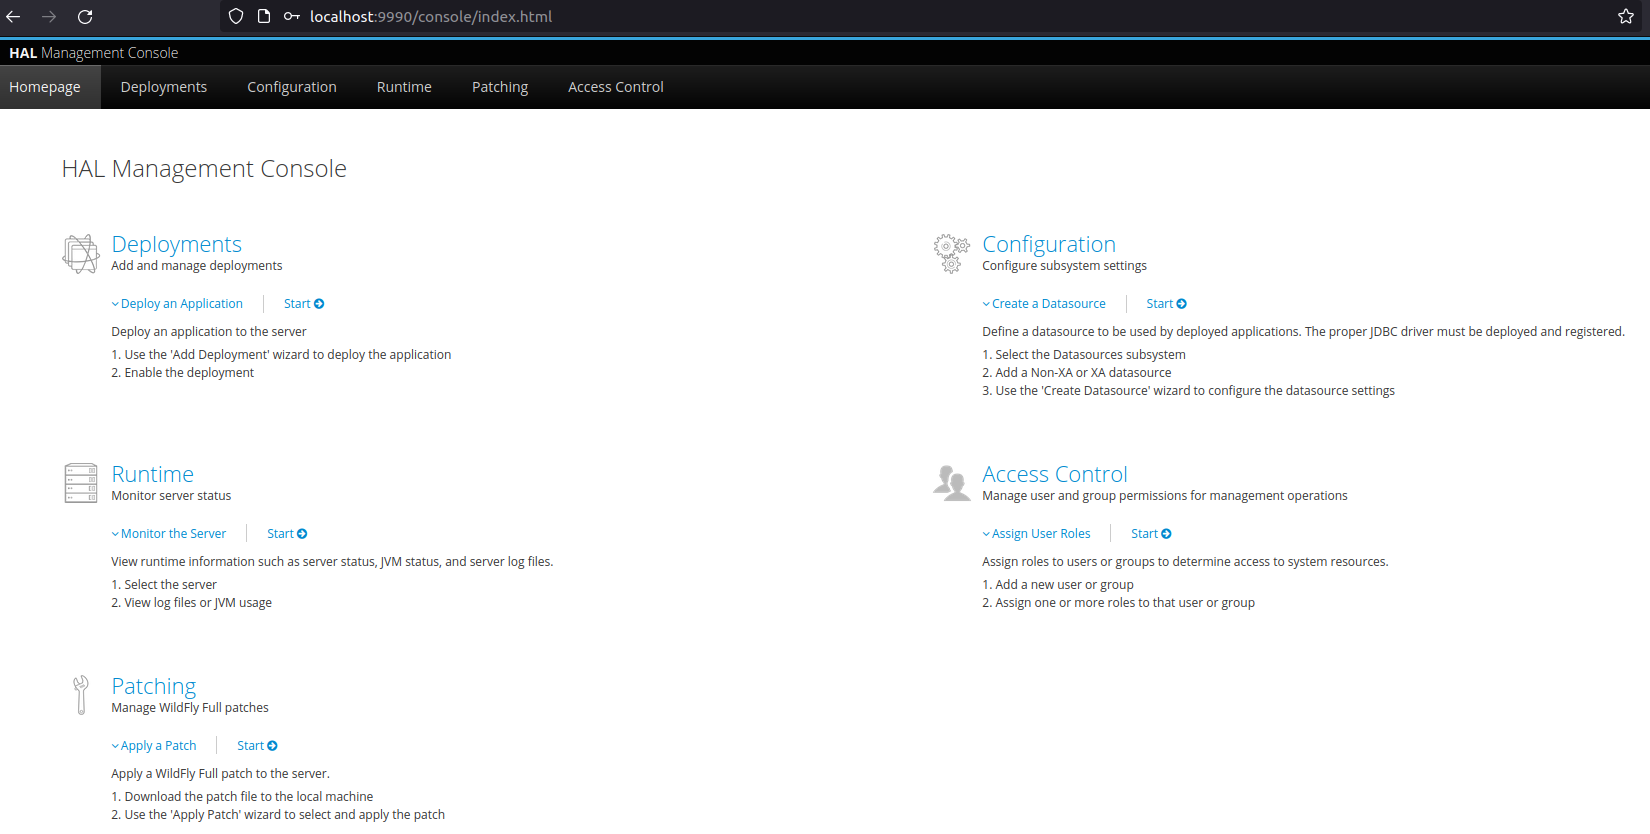 localhost:9990/console/index.html
HAL Management Console
Homepage Deployments Configuration Runtime Patching Access Control
HAL Management Console
Deployments
Add and manage deployments
Deploy an Application Start
Deploy an application to the server
1. Use the 'Add Deployment' wizard to deploy the application
2. Enable the deployment
Configuration
Configure subsystem settings
Create a Datasource Start
Define a datasource to be used by deployed applications. The proper JDBC driver must be deployed and registered.
1. Select the Datasources subsystem
2. Add a Non-XA or XA datasource
3. Use the 'Create Datasource' wizard to configure the datasource settings
Runtime
Monitor server status
Monitor the Server Start
View runtime information such as server status, JVM status, and server log files.
1. Select the server
2. View log files or JVM usage
Access Control
Manage user and group permissions for management operations
Assign User Roles Start
Assign roles to users or groups to determine access to system resources.
1. Add a new user or group
2. Assign one or more roles to that user or group
Patching
Manage WildFly Full patches
Apply a Patch Start
Apply a WildFly Full patch to the server.
1. Download the patch file to the local machine
2. Use the 'Apply Patch' wizard to select and apply the patch